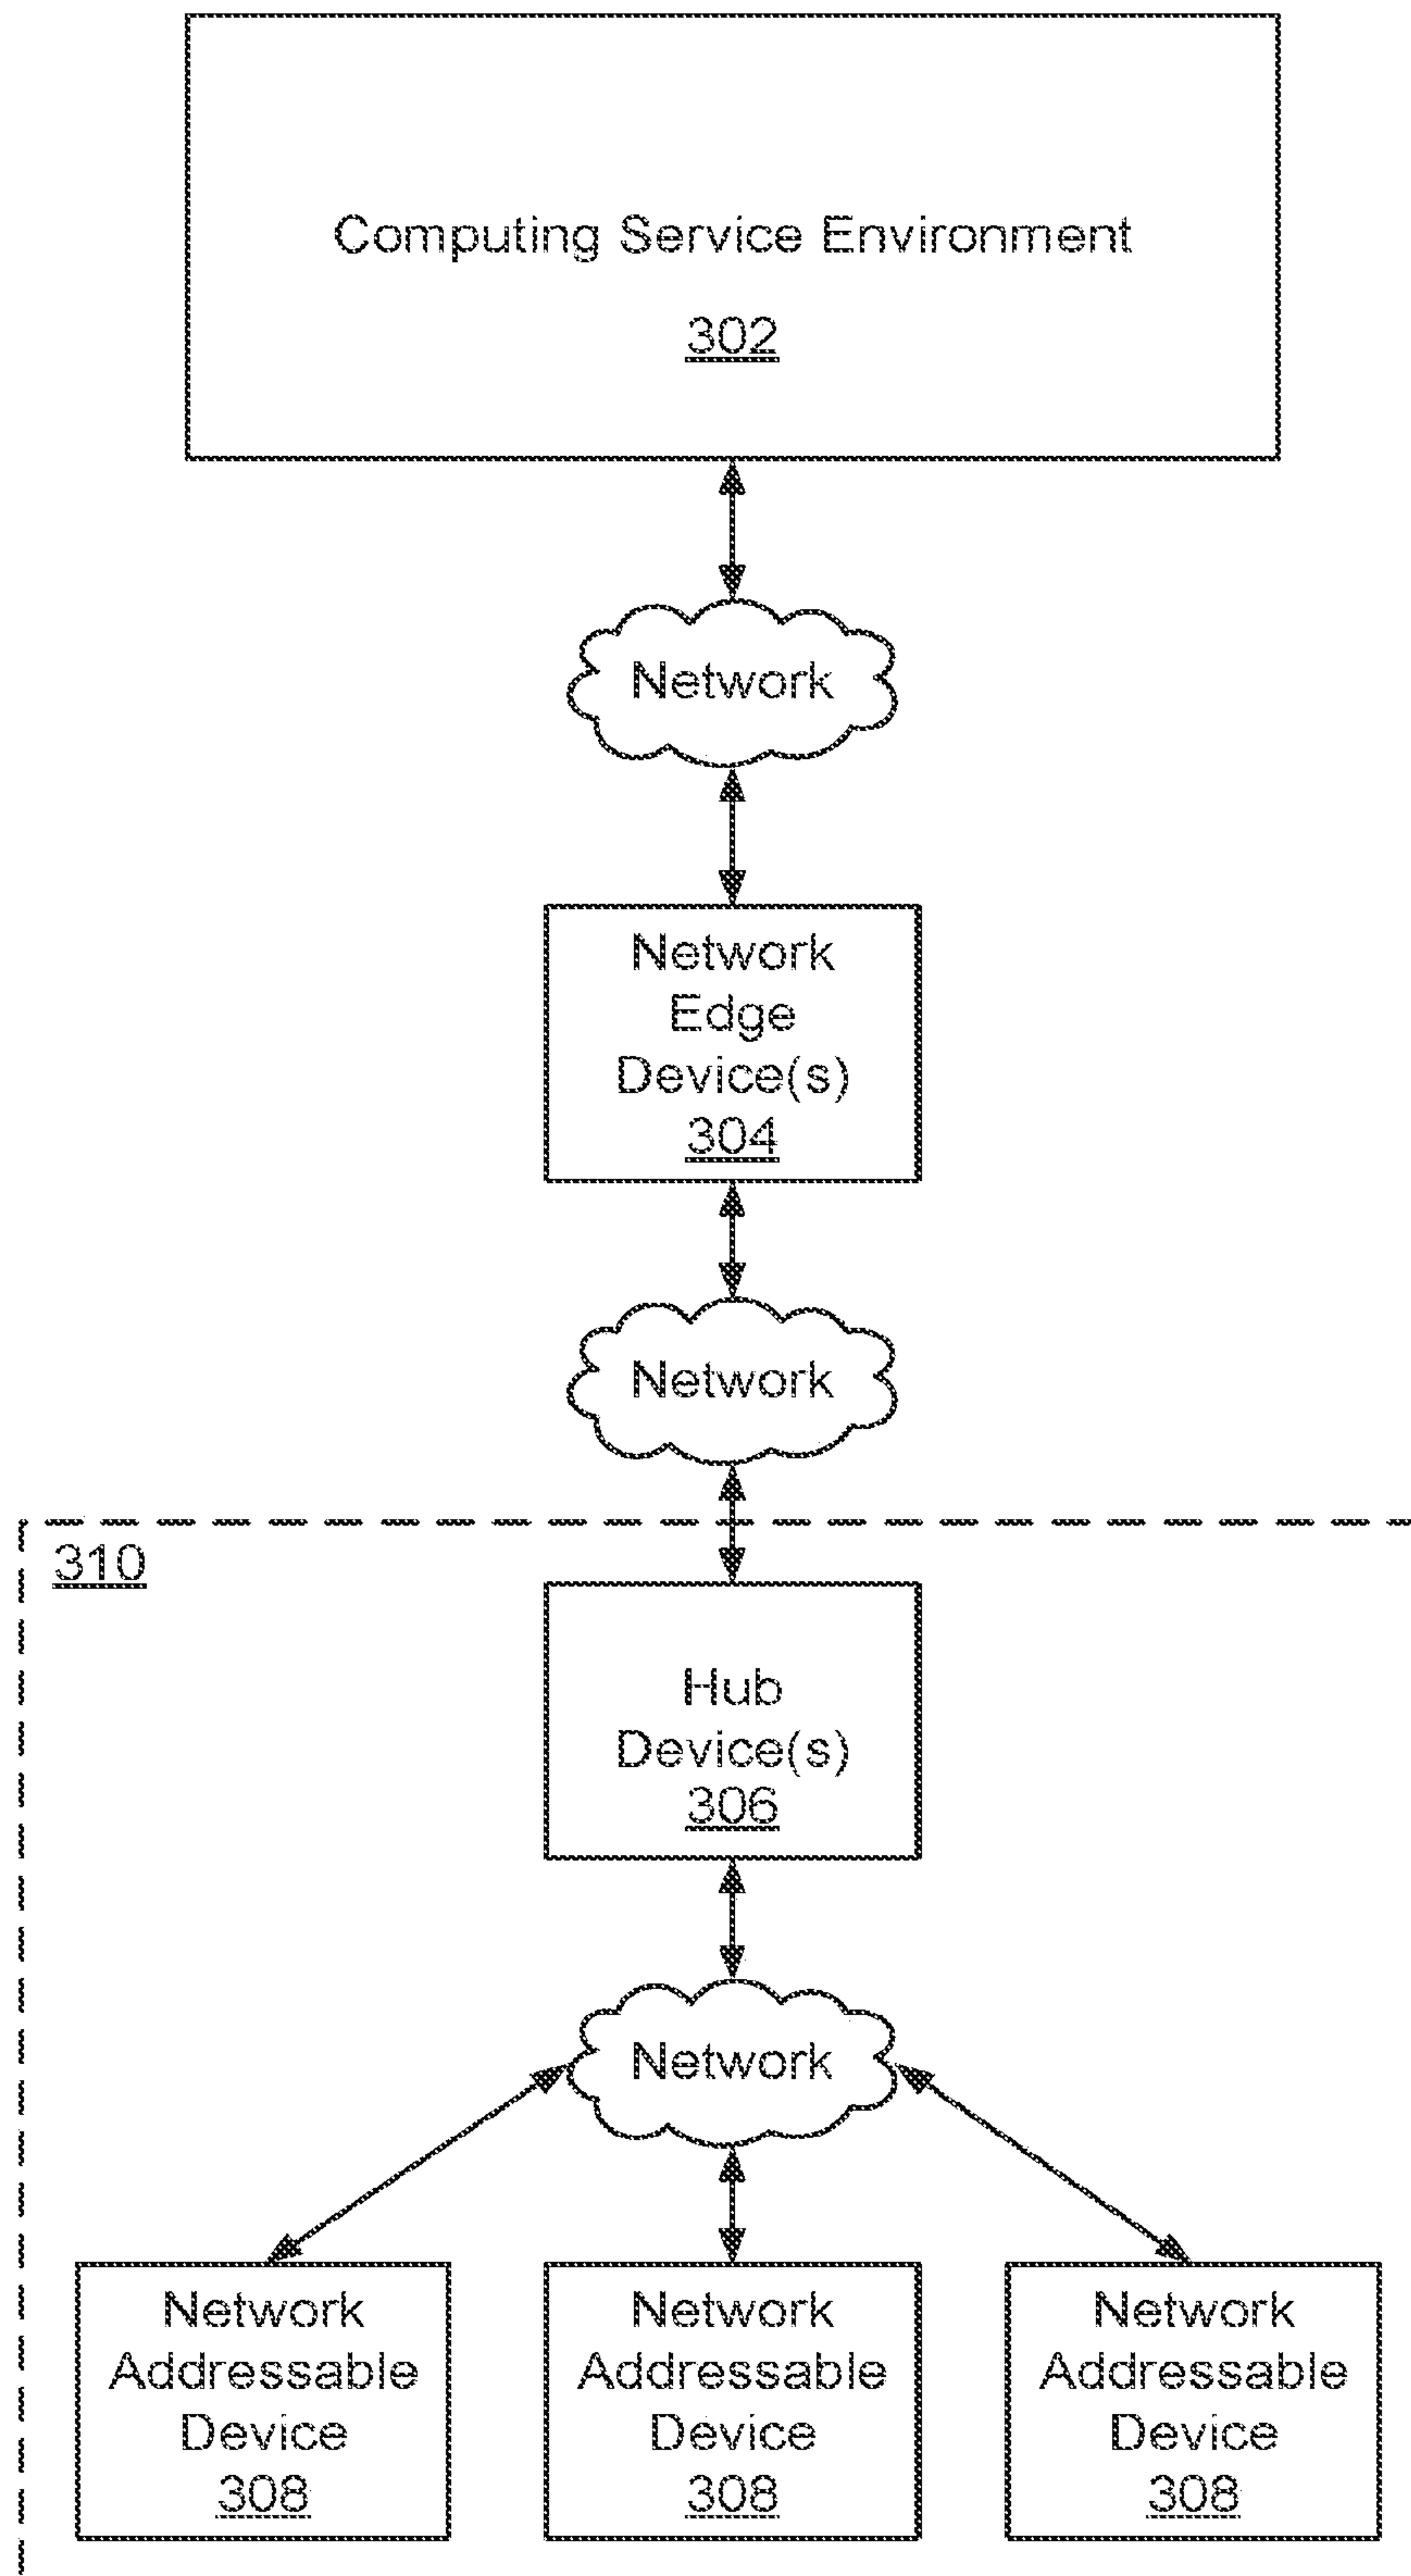 Computing Service Environment
302
Network
Network
Edge
Device(s)
304
Network
310
Hub
Device(s)
306
Network
Network
Addressable
Device
308
Network
Addressable
Device
308
Network
Addressable
Device
308